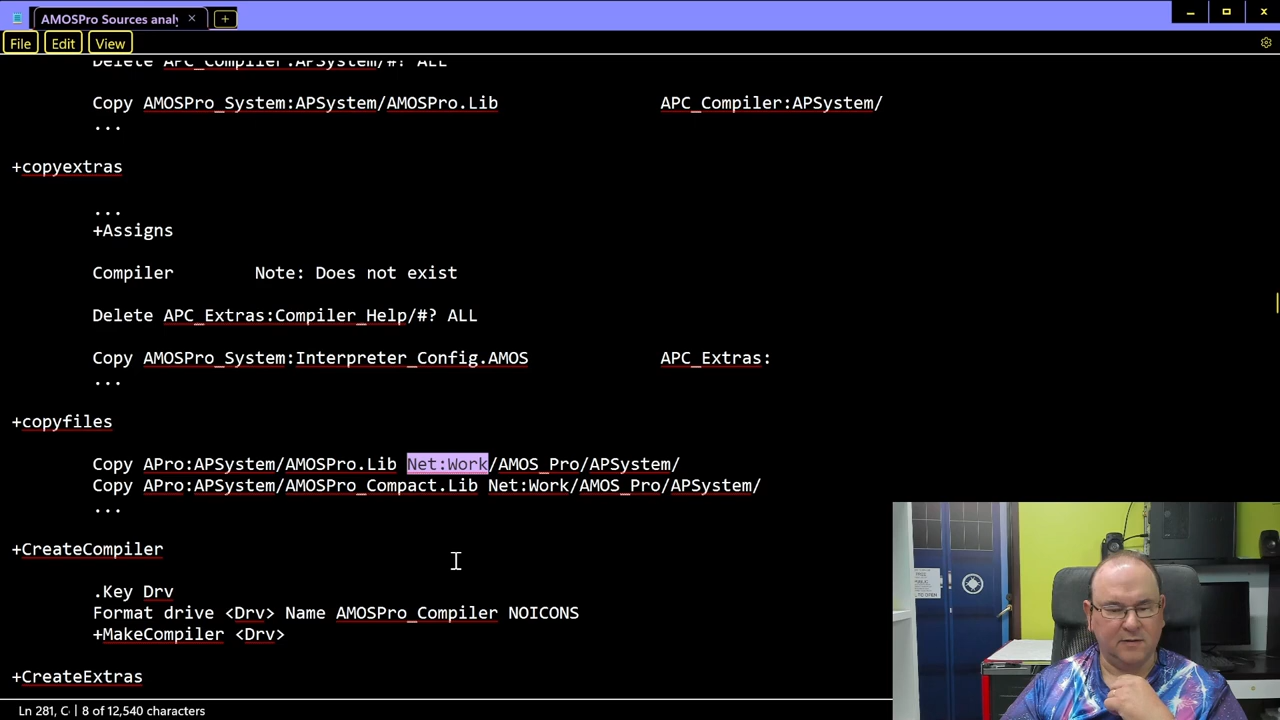 AMOSPro Sources analy
File Edit View
Delete APC_Compiler:APSystem/#? ALL
Copy AMOSPro_System:APSystem/AMOSPro.Lib APC_Compiler:APSystem/
...
+copyextras
...
+Assigns
Compiler Note: Does not exist
Delete APC_Extras:Compiler_Help/#? ALL
Copy AMOSPro_System:Interpreter_Config.AMOS APC_Extras:
...
+copyfiles
Copy APro:APSystem/AMOSPro.Lib Net:Work/AMOS_Pro/APSystem/
Copy APro:APSystem/AMOSPro_Compact.Lib Net:Work/AMOS_Pro/APSystem/
...
+CreateCompiler
.Key Drv
Format drive <Drv> Name AMOSPro_Compiler NOICONS
+MakeCompiler <Drv>
+CreateExtras
Ln 281, C 8 of 12,540 characters